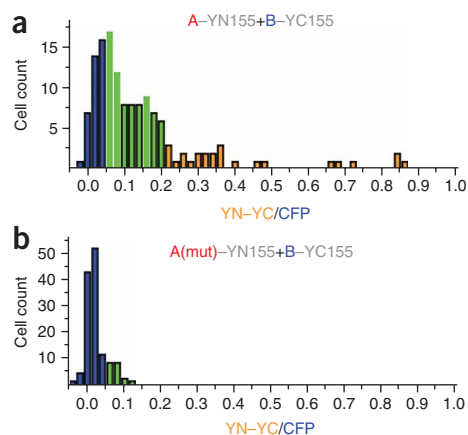 a
A–YN155+B–YC155
Cell count
15
10
5
0.0 0.1 0.2 0.3 0.4 0.5 0.6 0.7 0.8 0.9 1.0
YN–YC/CFP
b
A(mut)–YN155+B–YC155
Cell count
50
40
30
20
10
0.0 0.1 0.2 0.3 0.4 0.5 0.6 0.7 0.8 0.9 1.0
YN–YC/CFP